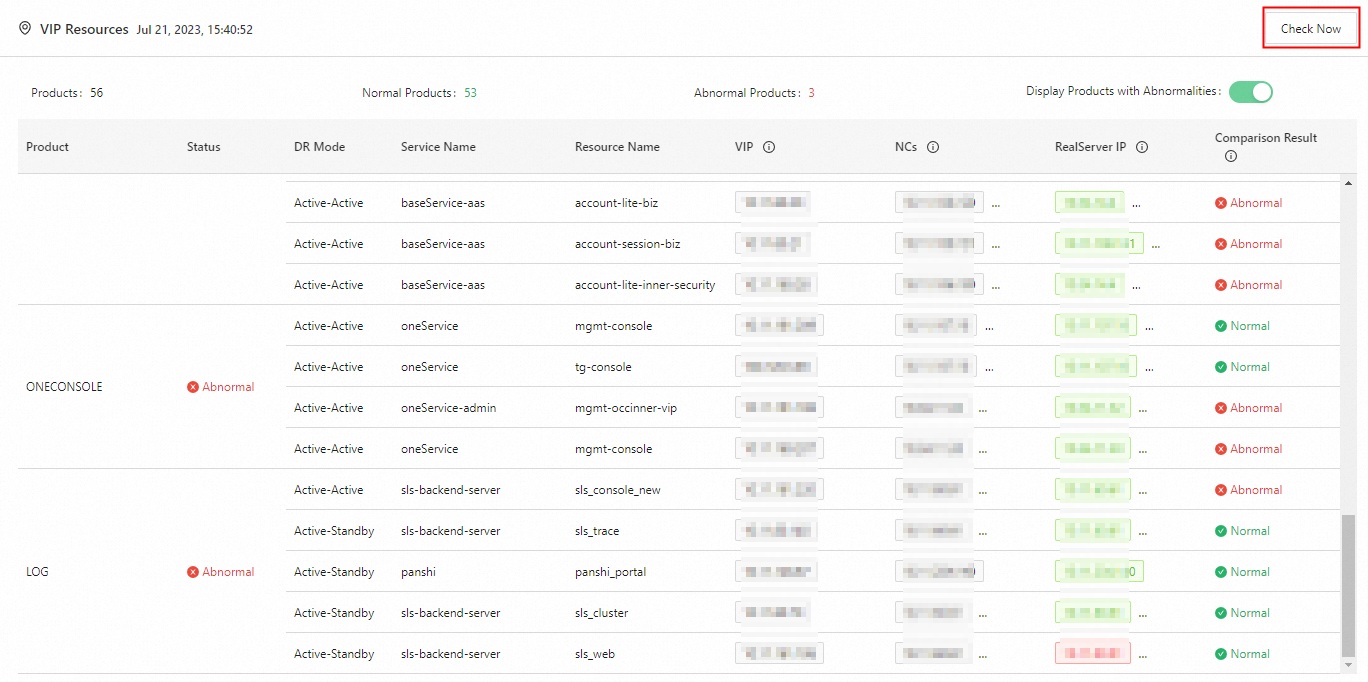 VIP Resources Jul 21, 2023, 15:40:52
Check Now
Products: 56 Normal Products: 53 Abnormal Products: 3 Display Products with Abnormalities:
Product Status DR Mode Service Name Resource Name VIP NCs RealServer IP Comparison Result
Active-Active baseService-aas account-lite-biz ... ... Abnormal
Active-Active baseService-aas account-session-biz ... ... Abnormal
Active-Active baseService-aas account-lite-inner-security ... ... Abnormal
Active-Active oneService mgmt-console ... ... Normal
Active-Active oneService tg-console ... ... Normal
ONECONSOLE Abnormal
Active-Active oneService-admin mgmt-occinner-vip ... ... Abnormal
Active-Active oneService mgmt-console ... ... Abnormal
Active-Active sls-backend-server sls_console_new ... ... Abnormal
Active-Standby sls-backend-server sls_trace ... ... Normal
LOG Abnormal Active-Standby panshi panshi_portal ... Normal
Active-Standby sls-backend-server sls_cluster ... ... Normal
Active-Standby sls-backend-server sls_web ... ... Normal